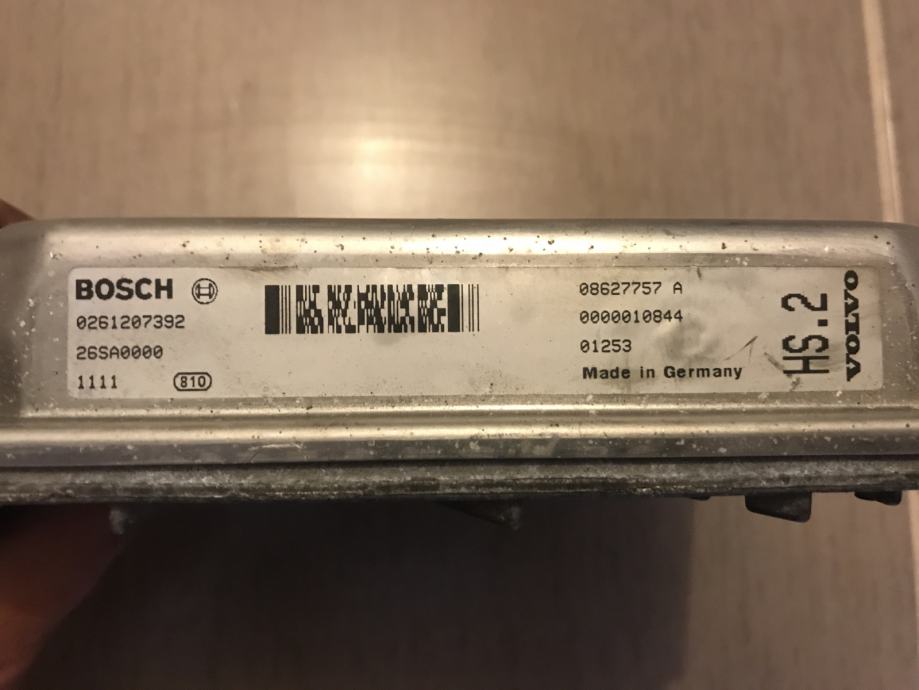 BOSCH
0261207392
26SA0000
1111 810
08627757 A
0000010844
01253
Made in Germany
HS.2
VOLVO